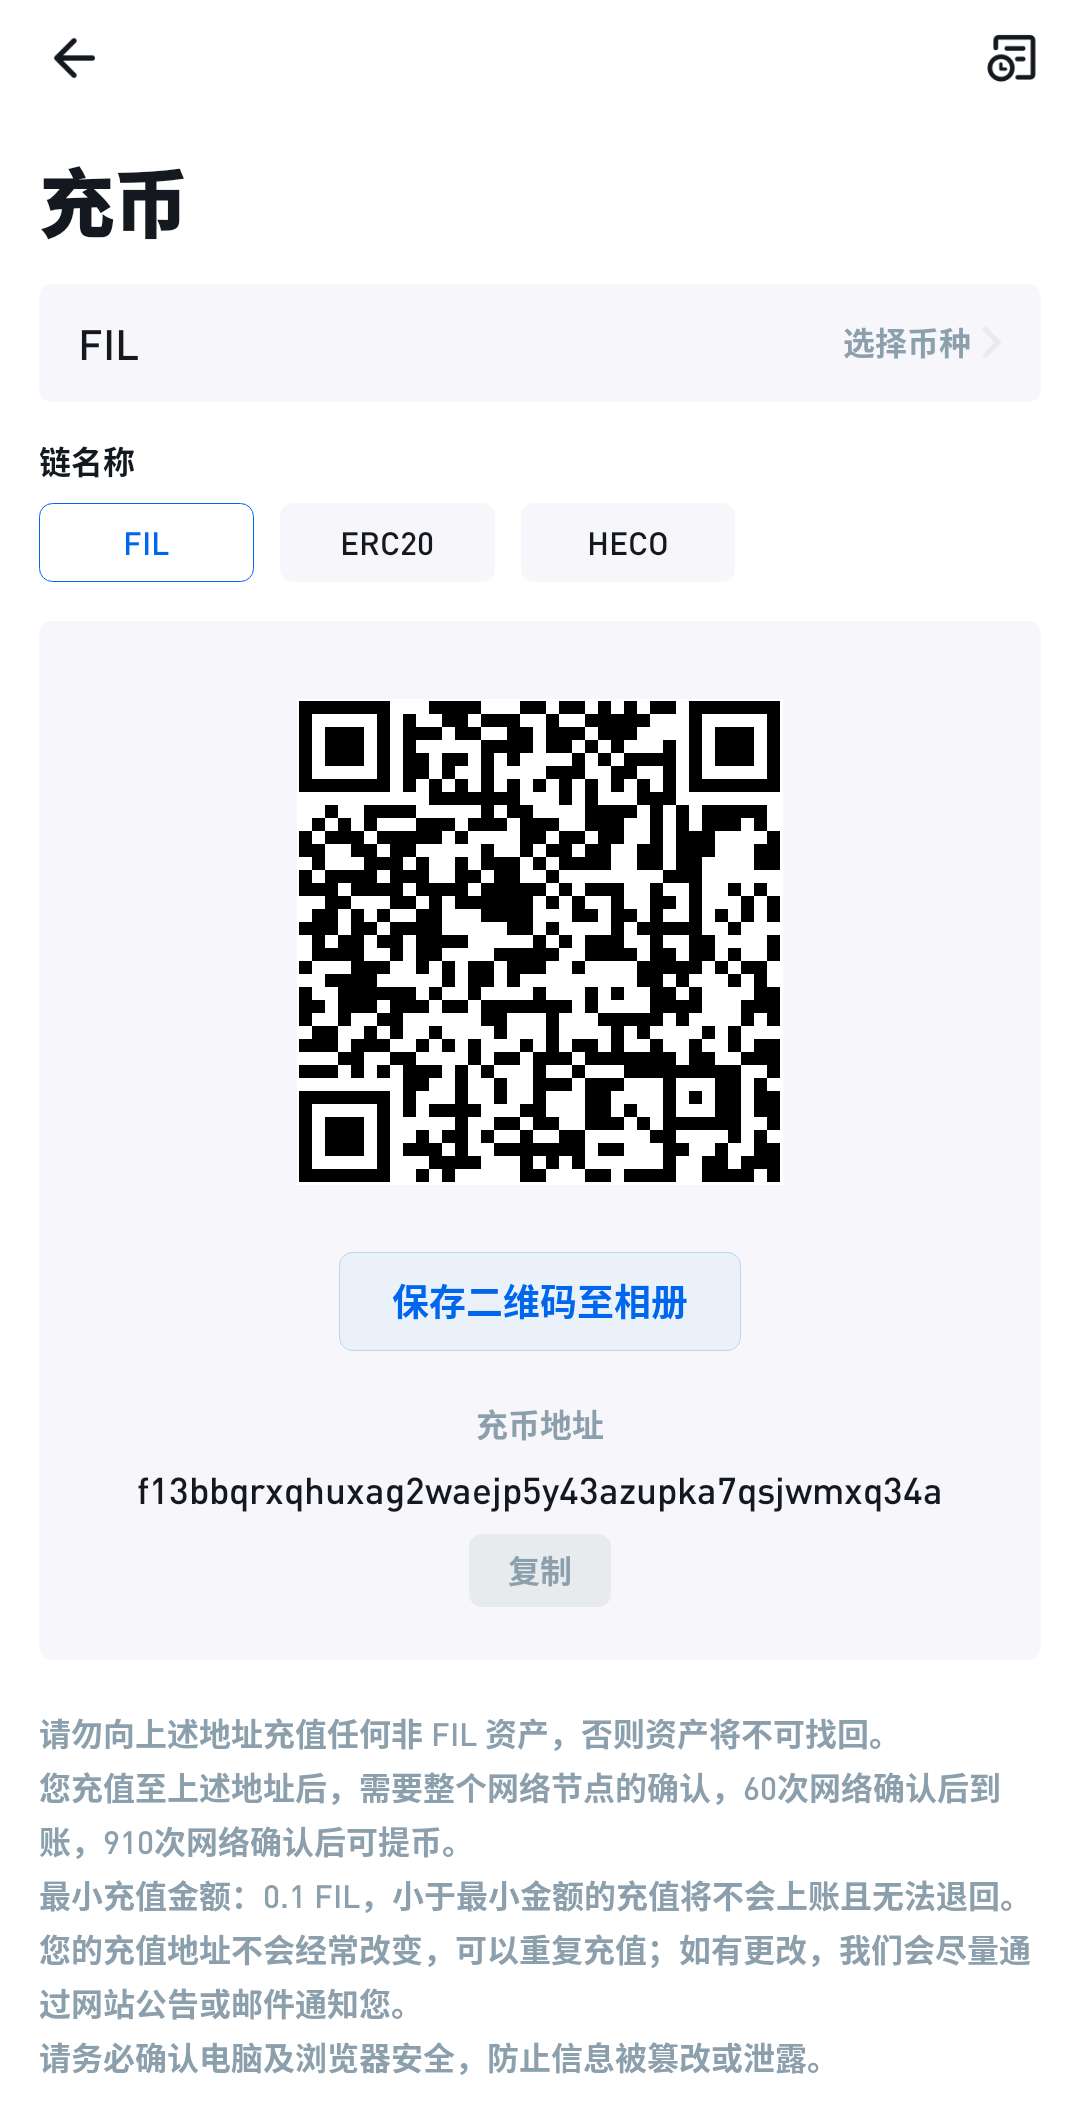 充币
FIL
选择币种
链名称
FIL
ERC20
HECO
保存二维码至相册
充币地址
f13bbqrxqhuxag2waejp5y43azupka7qsjwmxq34a
复制
请勿向上述地址充值任何非 FIL 资产，否则资产将不可找回。
您充值至上述地址后，需要整个网络节点的确认，60次网络确认后到
账，910次网络确认后可提币。
最小充值金额：0.1 FIL，小于最小金额的充值将不会上账且无法退回。
您的充值地址不会经常改变，可以重复充值；如有更改，我们会尽量通
过网站公告或邮件通知您。
请务必确认电脑及浏览器安全，防止信息被篡改或泄露。